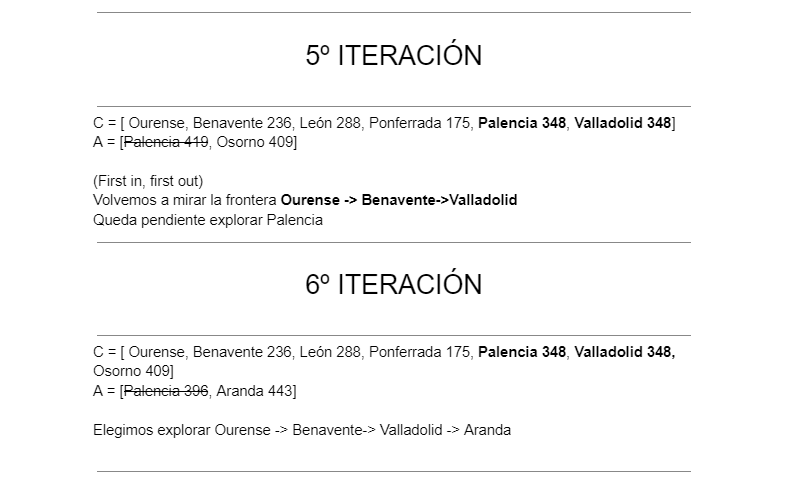 5º ITERACIÓN
C = [ Ourense, Benavente 236, León 288, Ponferrada 175, Palencia 348, Valladolid 348]
A = [Palencia 419, Osorno 409]
(First in, first out)
Volvemos a mirar la frontera Ourense -> Benavente->Valladolid
Queda pendiente explorar Palencia
6º ITERACIÓN
C = [ Ourense, Benavente 236, León 288, Ponferrada 175, Palencia 348, Valladolid 348,
Osorno 409]
A = [Palencia 396, Aranda 443]
Elegimos explorar Ourense -> Benavente-> Valladolid -> Aranda